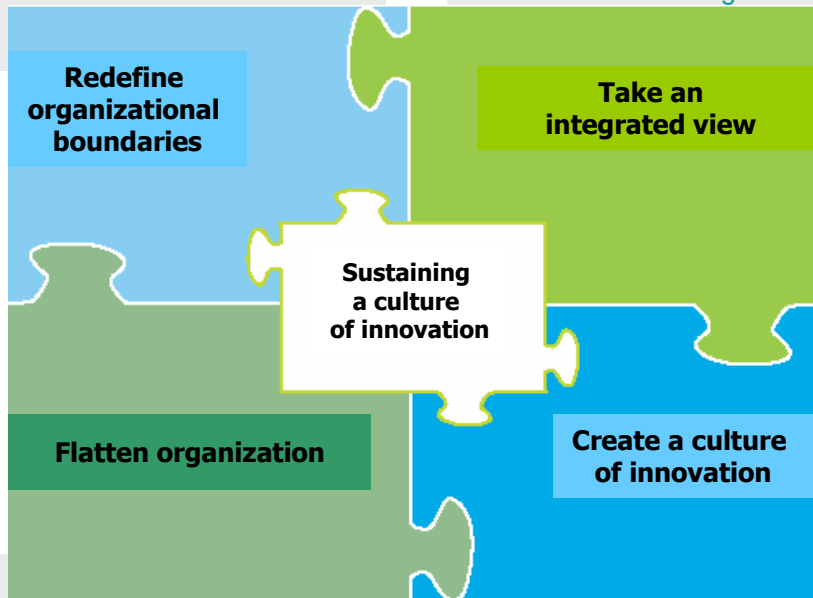 Redefine
organizational
boundaries
Take an
integrated view
Sustaining
a culture
of innovation
Flatten organization
Create a culture
of innovation